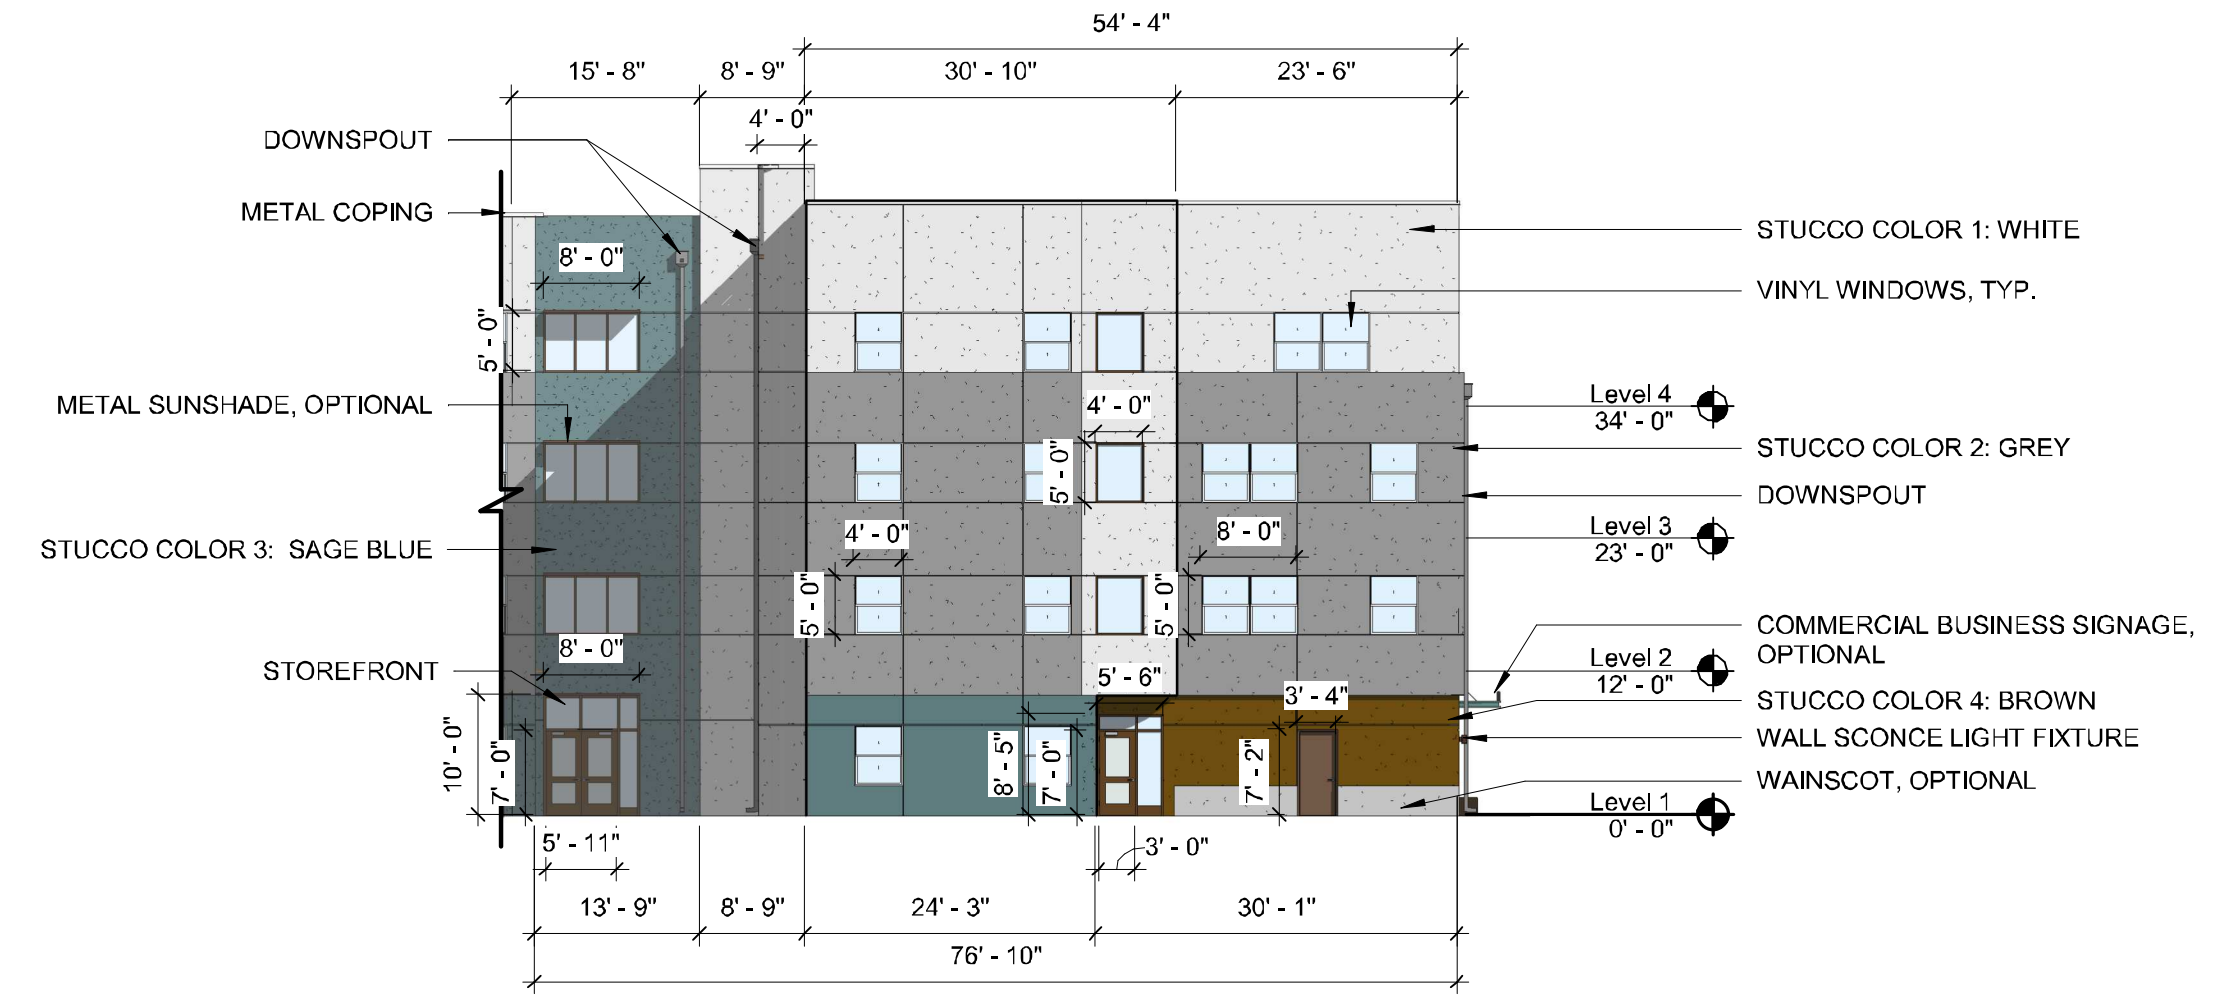 54' - 4"
15' - 8"
8' - 9"
30' - 10"
23' - 6"
4' - 0"
DOWNSPOUT
METAL COPING
STUCCO COLOR 1: WHITE
8' - 0"
VINYL WINDOWS, TYP.
5' - 0"
METAL SUNSHADE, OPTIONAL
4' - 0"
Level 4
34' - 0"
STUCCO COLOR 2: GREY
5' - 0"
DOWNSPOUT
STUCCO COLOR 3: SAGE BLUE
4' - 0"
8' - 0"
Level 3
23' - 0"
5' - 0"
5' - 0"
COMMERCIAL BUSINESS SIGNAGE,
OPTIONAL
8' - 0"
STOREFRONT
5' - 6"
Level 2
12' - 0"
3' - 4"
STUCCO COLOR 4: BROWN
WALL SCONCE LIGHT FIXTURE
10' - 0"
7' - 0"
8' - 5"
7' - 0"
7' - 2"
WAINSCOT, OPTIONAL
Level 1
0' - 0"
5' - 11"
3' - 0"
13' - 9"
8' - 9"
24' - 3"
30' - 1"
76' - 10"